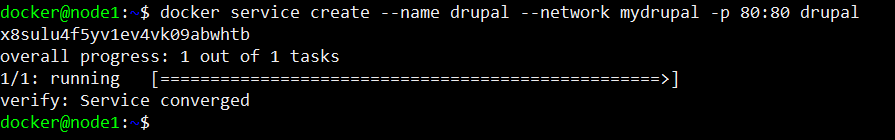 docker@node1:~$ docker service create --name drupal --network mydrupal -p 80:80 drupal
x8sulu4f5yv1ev4vk09abwhtb
overall progress: 1 out of 1 tasks
1/1: running   [==================================================>]
verify: Service converged
docker@node1:~$